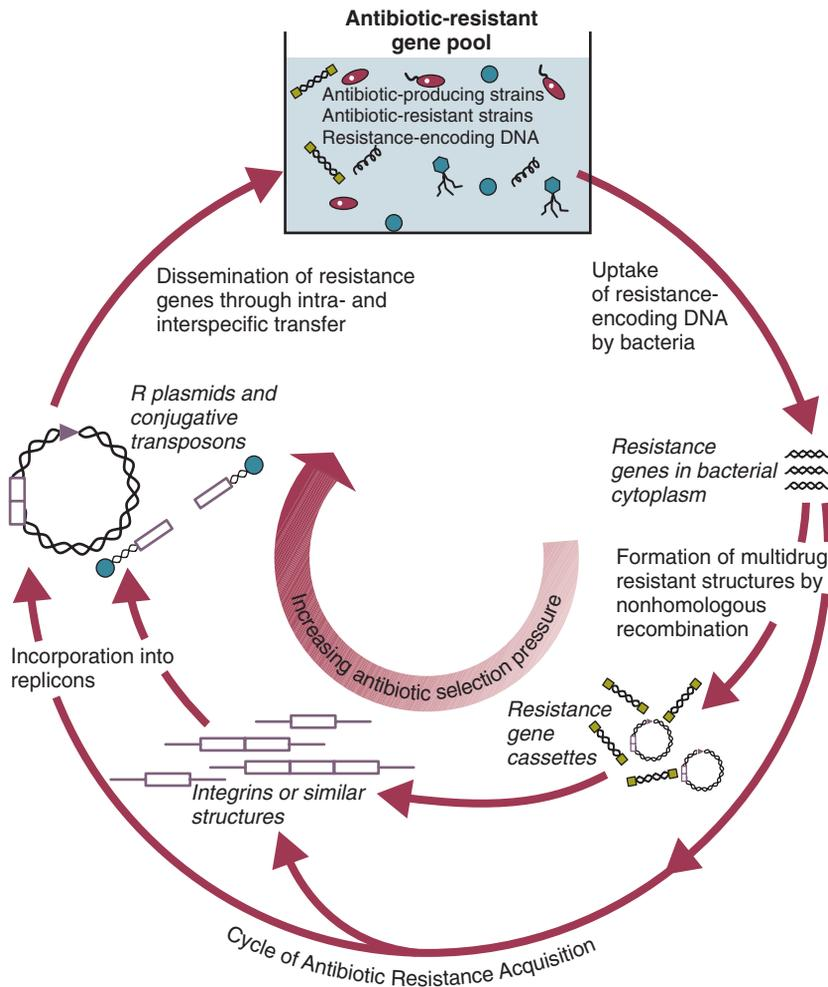 Antibiotic-resistant
gene pool
Antibiotic-producing strains
Antibiotic-resistant strains
Resistance-encoding DNA
Dissemination of resistance
genes through intra- and
interspecific transfer
Uptake
of resistance-
encoding DNA
by bacteria
R plasmids and
conjugative
transposons
Resistance
genes in bacterial
cytoplasm
Formation of multidrug
resistant structures by
nonhomologous
recombination
Increasing antibiotic selection pressure
Incorporation into
replicons
Resistance
gene
cassettes
Integrins or similar
structures
Cycle of Antibiotic Resistance Acquisition